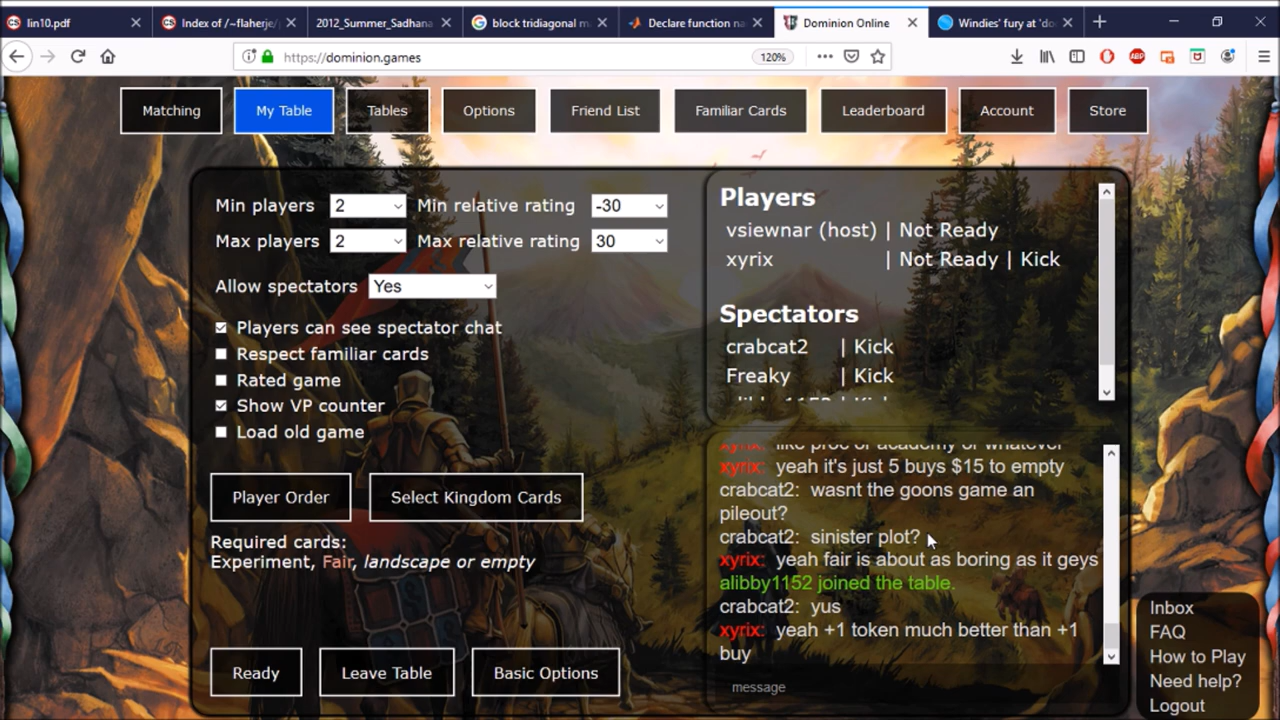 lin10.pdf
Index of /~flaherje/
2012_Summer_Sadhana
block tridiagonal m
Declare function na
Dominion Online
Windies' fury at 'do
https://dominion.games
120%
Matching
My Table
Tables
Options
Friend List
Familiar Cards
Leaderboard
Account
Store
Min players 2 Min relative rating -30
Max players 2 Max relative rating 30
Allow spectators Yes
Players can see spectator chat
Respect familiar cards
Rated game
Show VP counter
Load old game
Player Order
Select Kingdom Cards
Required cards:
Experiment, Fair, landscape or empty
Ready
Leave Table
Basic Options
Players
vsiewnar (host) | Not Ready
xyrix | Not Ready | Kick
Spectators
crabcat2 | Kick
Freaky | Kick
xyrix: like proc or academy or whatever
xyrix: yeah it's just 5 buys $15 to empty
crabcat2: wasnt the goons game an
pileout?
crabcat2: sinister plot?
xyrix: yeah fair is about as boring as it geys
alibby1152 joined the table.
crabcat2: yus
xyrix: yeah +1 token much better than +1
buy
message
Inbox
FAQ
How to Play
Need help?
Logout